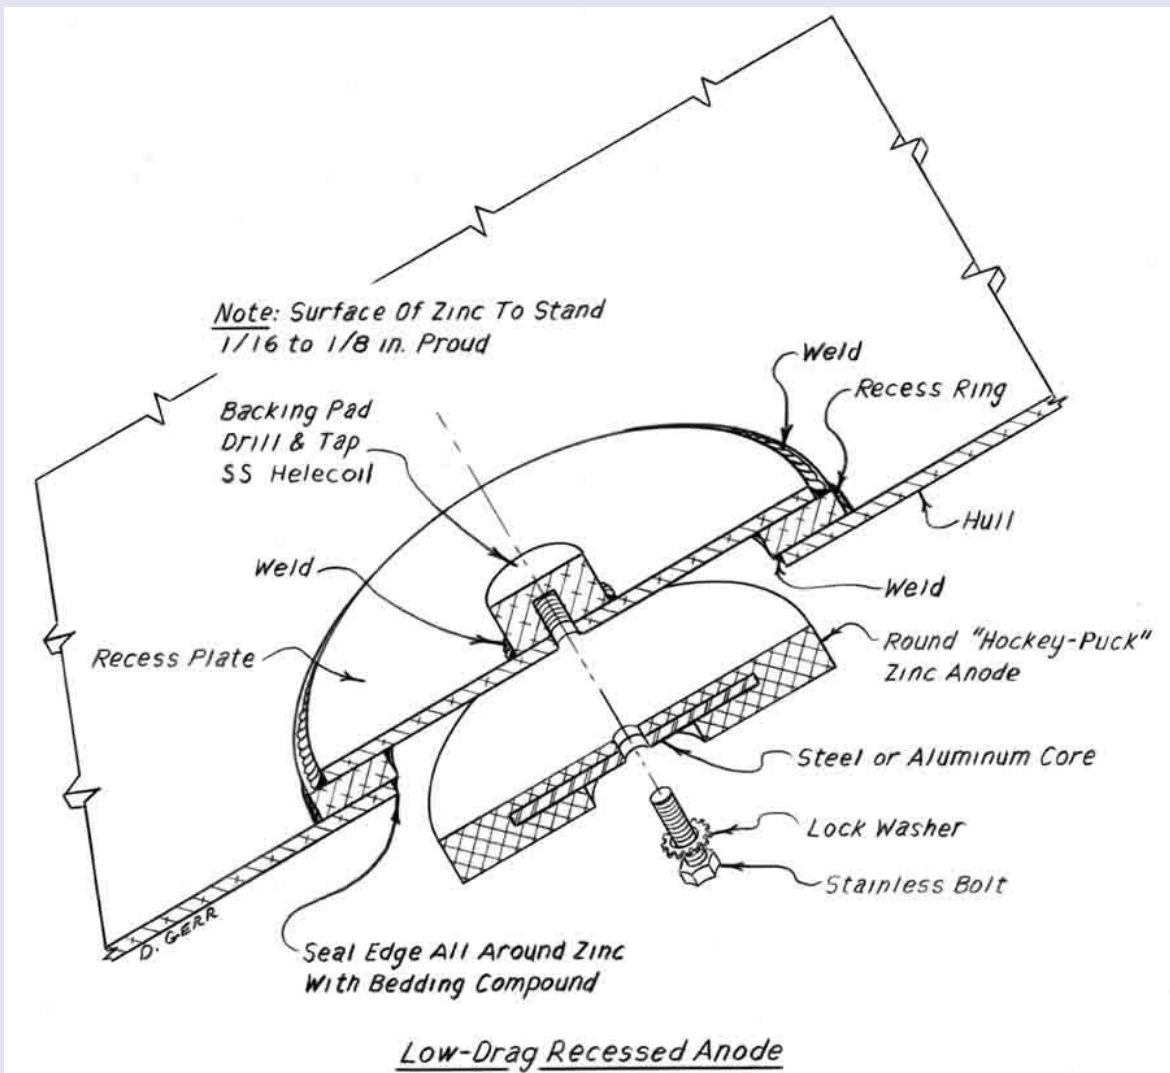 Note: Surface Of Zinc To Stand
1/16 to 1/8 in. Proud
Weld
Recess Ring
Backing Pad
Drill & Tap
SS Helecoil
Hull
Weld
Weld
Recess Plate
Round "Hockey-Puck"
Zinc Anode
Steel or Aluminum Core
Lock Washer
Stainless Bolt
D. GERR
Seal Edge All Around Zinc
With Bedding Compound
Low-Drag Recessed Anode